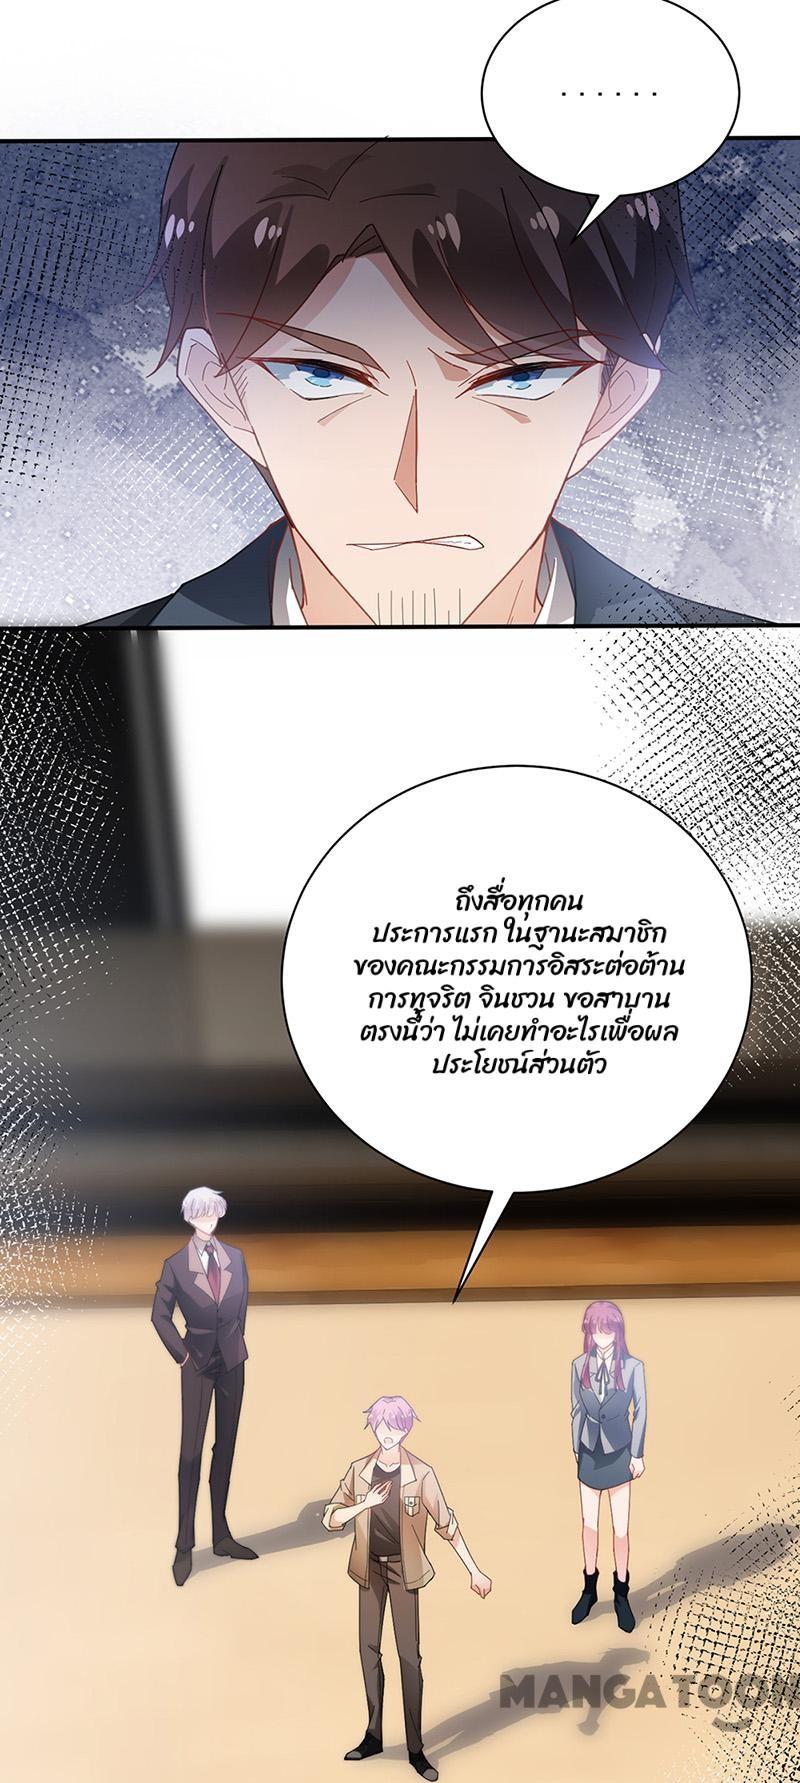 ......
ถึงสื่อทุกคน
ประการแรก ในฐานะสมาชิก
ของคณะกรรมการอิสระต่อต้าน
การทุจริต จินชวน ขอสาบาน
ตรงนี้ว่า ไม่เคยทำอะไรเพื่อผล
ประโยชน์ส่วนตัว
MANGATOON